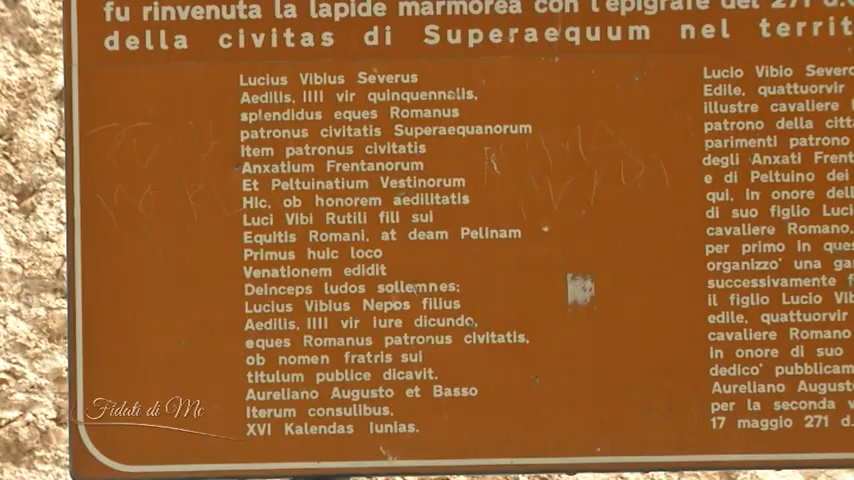 fu rinvenuta la lapide marmorea con l'epigrafe del 271 d.
della civitas di Superaequum nel territ
Lucius Vibius Severus
Aedilis, IIII vir quinquennalis,
splendidus eques Romanus
patronus civitatis Superaequanorum
Item patronus civitatis
Anxatium Frentanorum
Et Peltuinatium Vestinorum
Hic, ob honorem aedilitatis
Luci Vibi Rutili fili sui
Equitis Romani, at deam Pelinam
Primus huic loco
Venationem edidit
Deinceps ludos sollemnes:
Lucius Vibius Nepos filius
Aedilis, IIII vir iure dicundo,
eques Romanus patronus civitatis,
ob nomen fratris sui
titulum publice dicavit.
Aureliano Augusto et Basso
Iterum consulibus,
XVI Kalendas Iunias.
Lucio Vibio Severo
Edile, quattuorvir
illustre cavaliere
patrono della citt
parimenti patrono
degli Anxati Frent
e di Peltuino dei
qui, in onore dell
di suo figlio Luci
cavaliere Romano,
per primo in ques
organizzo' una ga
successivamente f
il figlio Lucio Vib
edile, quattuorvir
cavaliere Romano
in onore di suo
dedico' pubblicam
Aureliano August
per la seconda v
17 maggio 271 d.
Fidati di Me